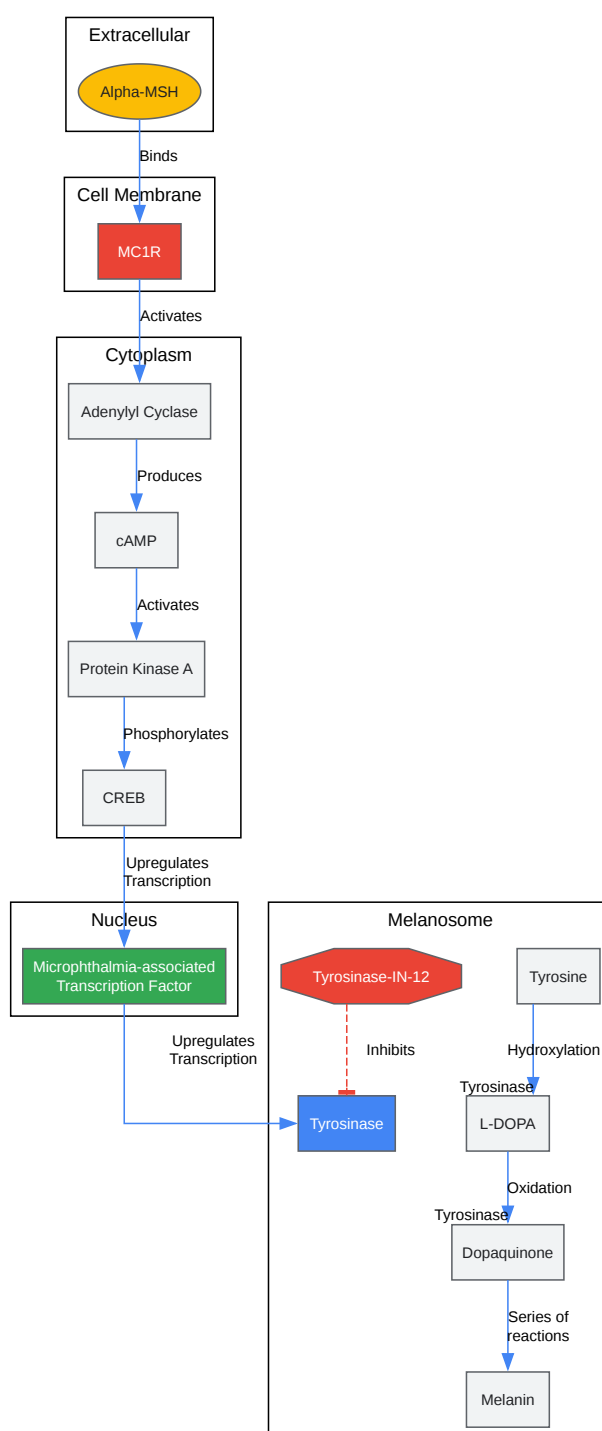 Extracellular
Alpha-MSH
Binds
Cell Membrane
MC1R
Activates
Cytoplasm
Adenylyl Cyclase
Produces
cAMP
Activates
Protein Kinase A
Phosphorylates
CREB
Upregulates
Transcription
Nucleus
Microphthalmia-associated
Transcription Factor
Upregulates
Transcription
Melanosome
Tyrosinase-IN-12
Inhibits
Tyrosinase
Tyrosine
Hydroxylation
Tyrosinase
L-DOPA
Oxidation
Tyrosinase
Dopaquinone
Series of
reactions
Melanin